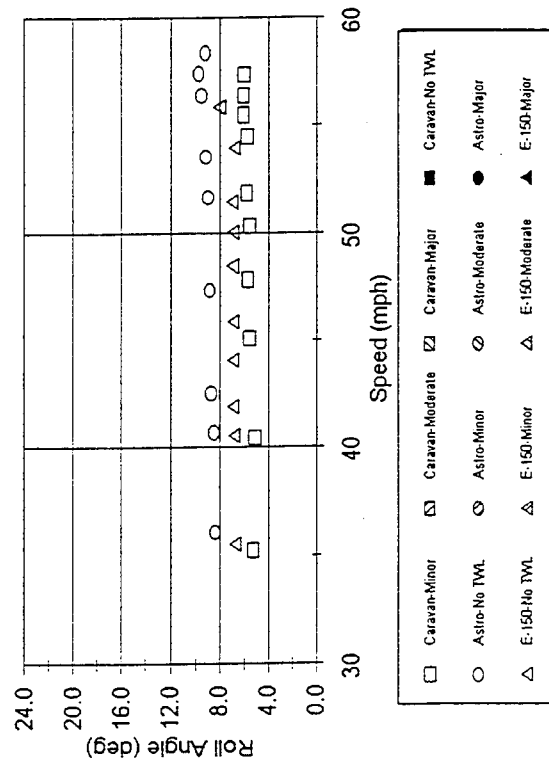 Roll Angle (deg)
24.0
20.0
16.0
12.0
8.0
4.0
0.0
30
40
50
60
Speed (mph)
Caravan-Minor
Caravan-Moderate
Caravan-Major
Caravan-No TWL
Astro-No TWL
Astro-Minor
Astro-Moderate
Astro-Major
E-150-No TWL
E-150-Minor
E-150-Moderate
E-150-Major